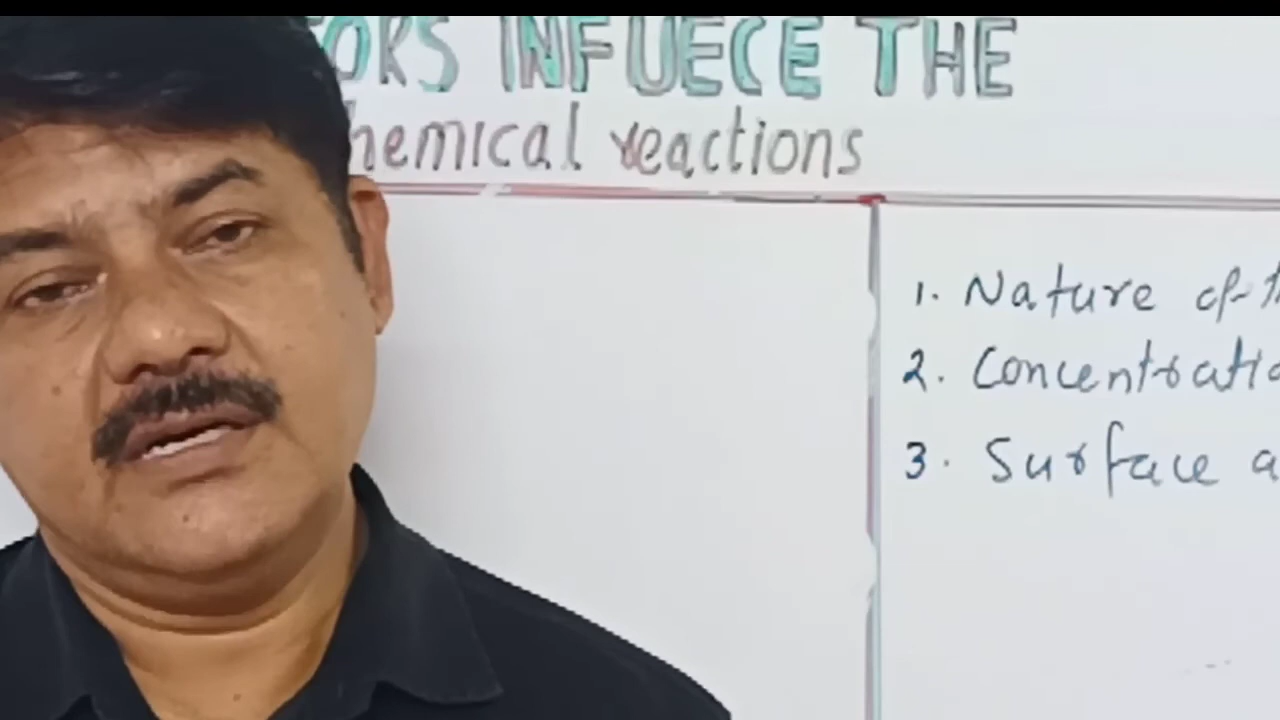 ORS INFUECE THE
hemical reactions
1. Nature of
2. Concentratio
3. Surface a